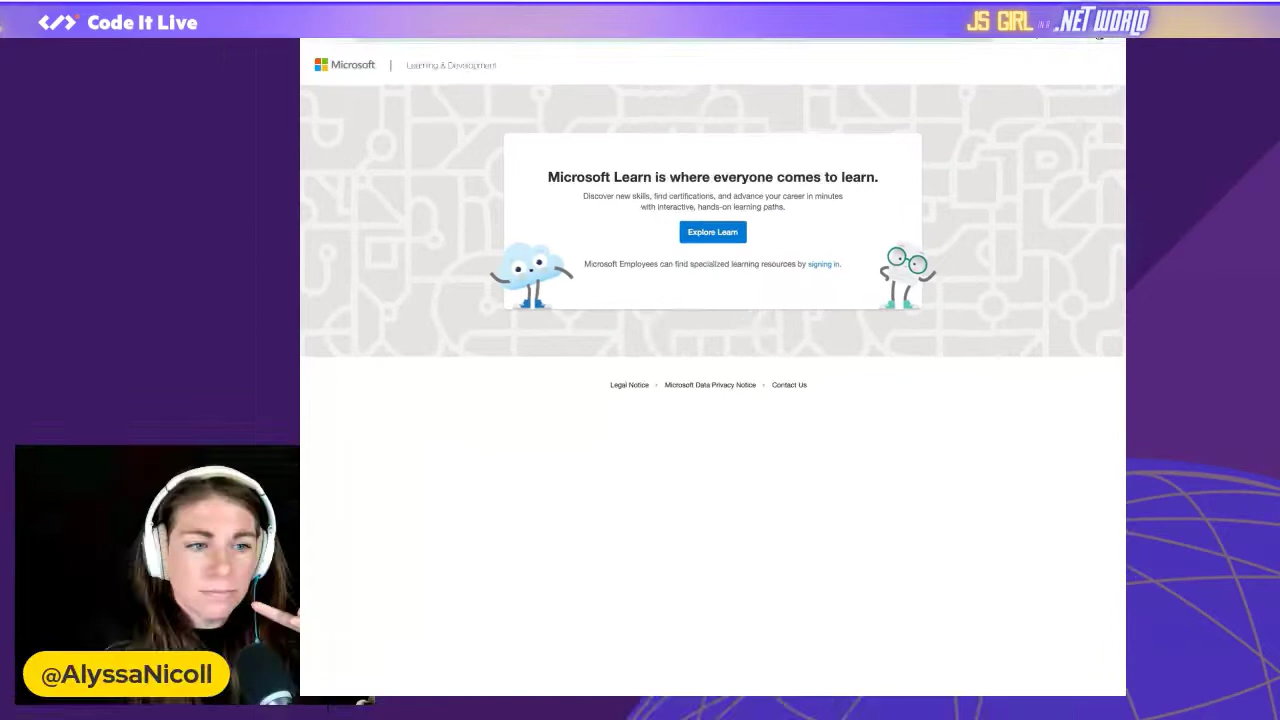 Code It Live
JS GIRL IN A .NET WORLD
Microsoft | Learning & Development
Microsoft Learn is where everyone comes to learn.
Discover new skills, find certifications, and advance your career in minutes
with interactive, hands-on learning paths.
Explore Learn
Microsoft Employees can find specialized learning resources by signing in.
Legal Notice
Microsoft Data Privacy Notice
Contact Us
@AlyssaNicoll